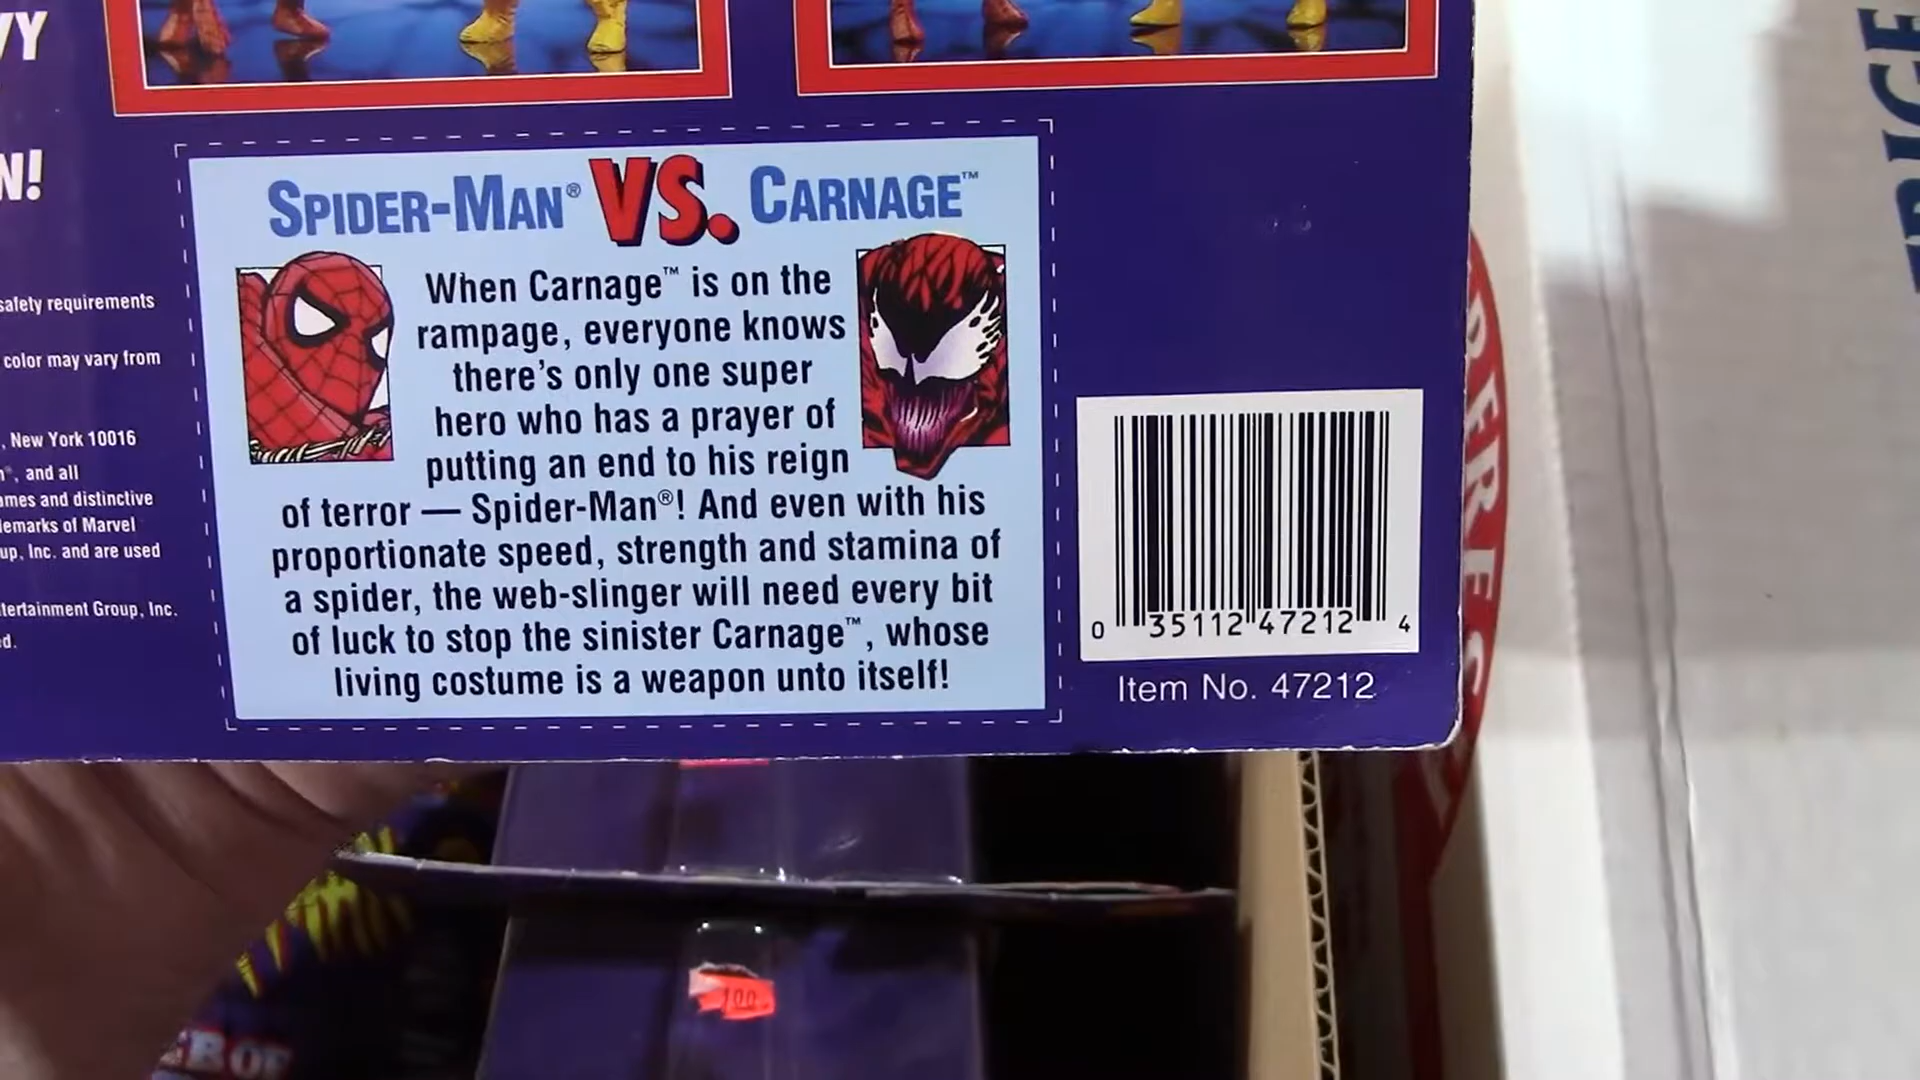 VY
N!
SPIDER-MAN® VS. CARNAGE™
When Carnage™ is on the
rampage, everyone knows
there's only one super
hero who has a prayer of
putting an end to his reign
of terror — Spider-Man®! And even with his
proportionate speed, strength and stamina of
a spider, the web-slinger will need every bit
of luck to stop the sinister Carnage™, whose
living costume is a weapon unto itself!
safety requirements
color may vary from
, New York 10016
, and all
ames and distinctive
demarks of Marvel
up, Inc. and are used
tertainment Group, Inc.
d.
0 35112 47212 4
Item No. 47212
100
ER OF